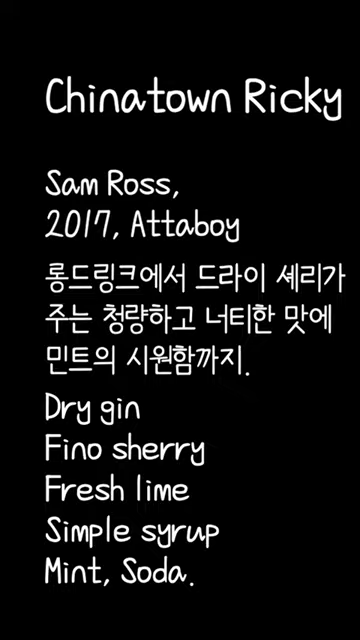 Chinatown Ricky
Sam Ross,
2017, Attaboy
롱드링크에서 드라이 셰리가
주는 청량하고 너티한 맛에
민트의 시원함까지.
Dry gin
Fino sherry
Fresh lime
Simple syrup
Mint, Soda.